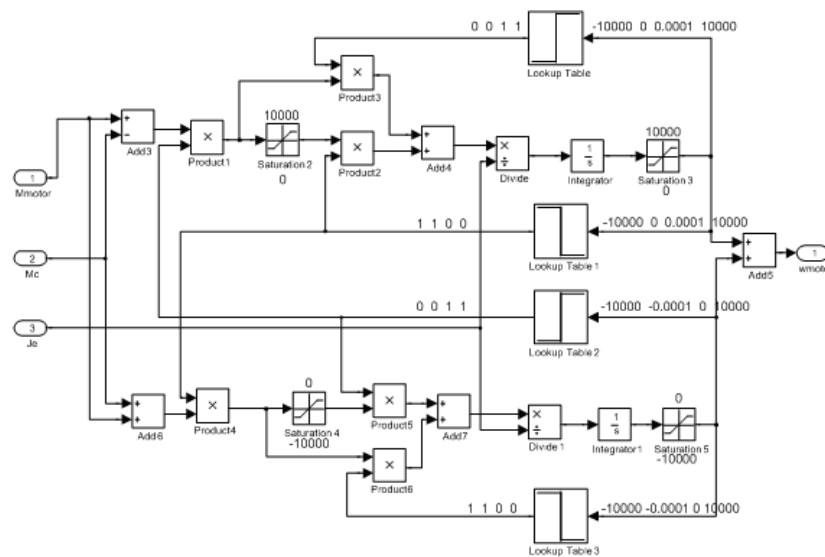 0 0 1 1
-10000 0 0.0001 10000
Lookup Table
×
Product3
10000
10000
+
−
Add3
×
Product1
Saturation 2
0
×
Product2
+
+
Add4
×
÷
Divide
1
s
Integrator
Saturation 3
0
1
Mmotor
1 1 0 0
-10000 0 0.0001 10000
Lookup Table 1
+
+
Add5
1
wmoto
2
Mc
0 0 1 1
-10000 -0.0001 0 10000
Lookup Table 2
3
Je
0
0
+
+
Add6
×
Product4
Saturation 4
-10000
×
Product5
+
+
Add7
×
÷
Divide 1
1
s
Integrator1
Saturation 5
-10000
×
Product6
1 1 0 0
-10000 -0.0001 0 10000
Lookup Table 3